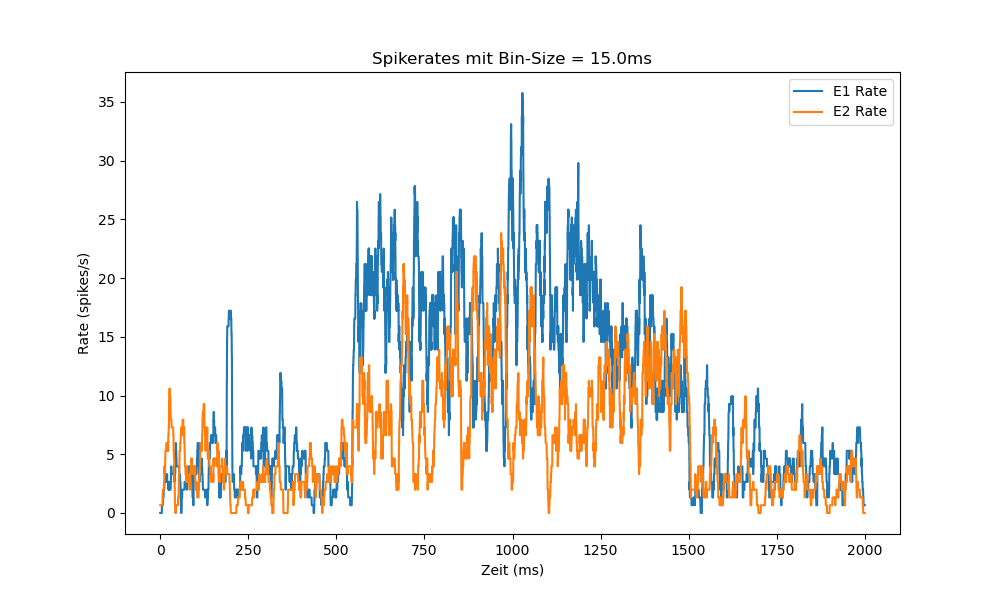 Spikerates mit Bin-Size = 15.0ms
E1 Rate
E2 Rate
Rate (spikes/s)
35
30
25
20
15
10
5
0
0 250 500 750 1000 1250 1500 1750 2000
Zeit (ms)